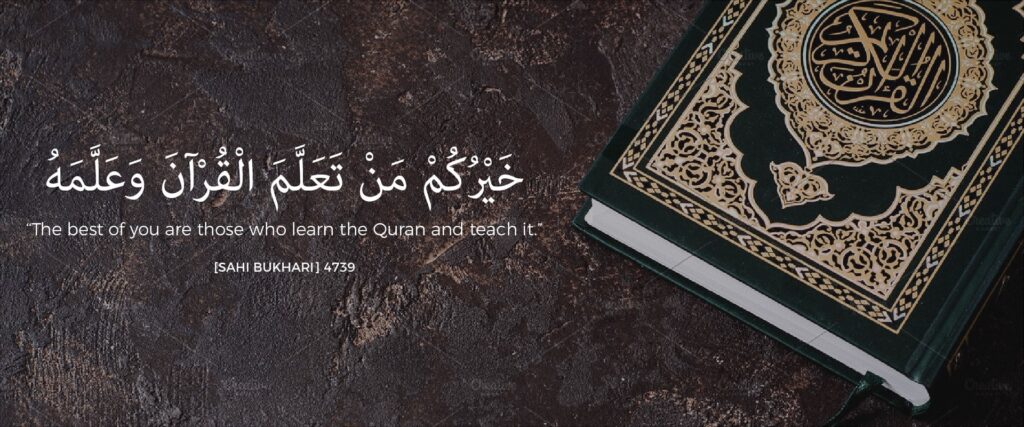 خَيْرُكُمْ مَنْ تَعَلَّمَ الْقُرْآنَ وَعَلَّمَهُ
“The best of you are those who learn the Quran and teach it.”
[SAHI BUKHARI] 4739
القرآن الكريم